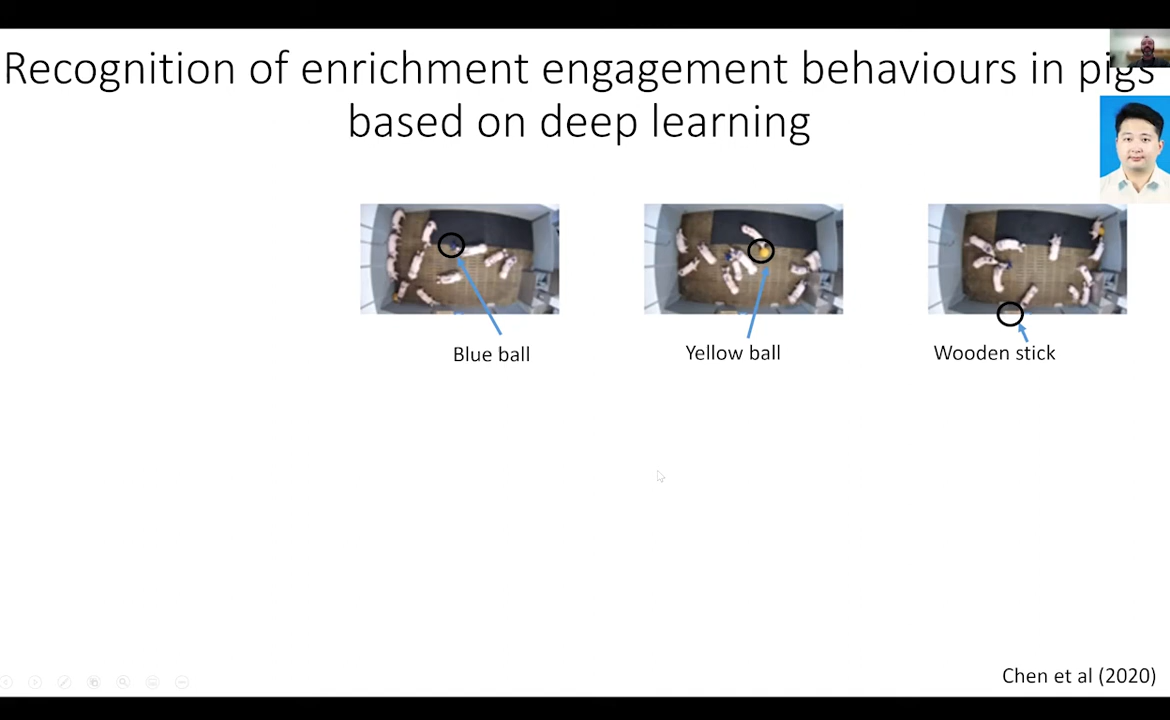 Recognition of enrichment engagement behaviours in pigs
based on deep learning
Blue ball
Yellow ball
Wooden stick
Chen et al (2020)